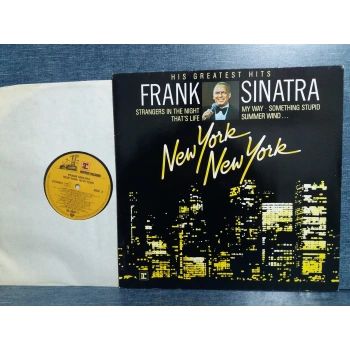 HIS GREATEST HITS
FRANK SINATRA
STRANGERS IN THE NIGHT
THAT'S LIFE
MY WAY · SOMETHING STUPID
SUMMER WIND...
New York
New York